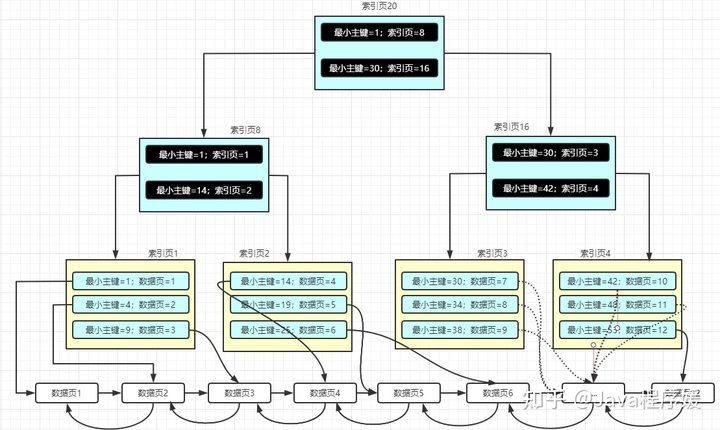 索引页20
最小主键=1；索引页=8
最小主键=30；索引页=16
索引页8
最小主键=1；索引页=1
最小主键=14；索引页=2
索引页16
最小主键=30；索引页=3
最小主键=42；索引页=4
索引页1
最小主键=1；数据页=1
最小主键=4；数据页=2
最小主键=9；数据页=3
索引页2
最小主键=14；数据页=4
最小主键=19；数据页=5
最小主键=25；数据页=6
索引页3
最小主键=30；数据页=7
最小主键=34；数据页=8
最小主键=38；数据页=9
索引页4
最小主键=42；数据页=10
最小主键=48；数据页=11
最小主键=53；数据页=12
数据页1
数据页2
数据页3
数据页4
数据页5
数据页6
知乎 @Java程序媛